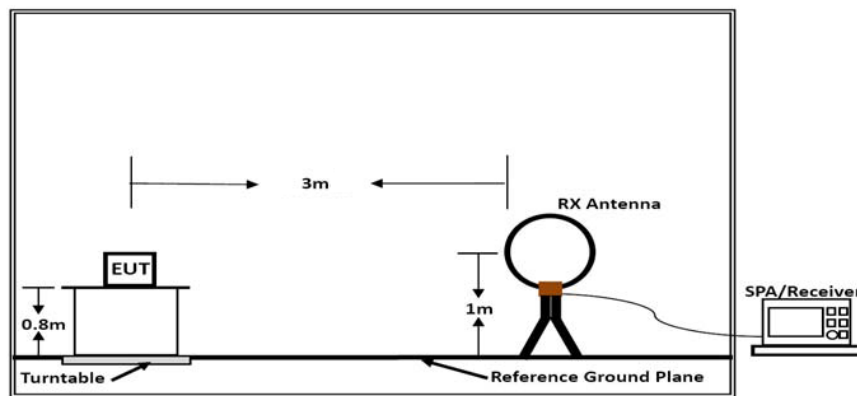 3m
RX Antenna
EUT
SPA/Receiver
0.8m
1m
Turntable
Reference Ground Plane